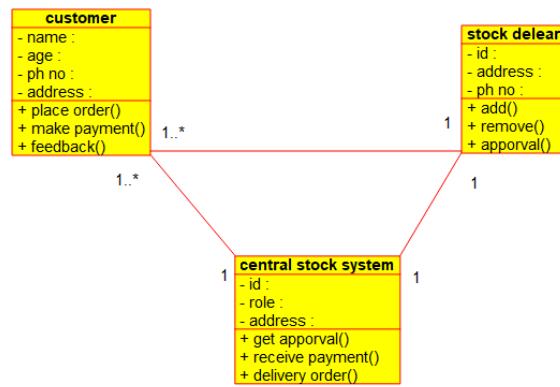 customer
- name :
- age :
- ph no :
- address :
+ place order()
+ make payment()
+ feedback()
stock delear
- id :
- address :
- ph no :
+ add()
+ remove()
+ apporval()
1..*
1
1..*
1
central stock system
- id :
- role :
- address :
+ get apporval()
+ receive payment()
+ delivery order()
1
1